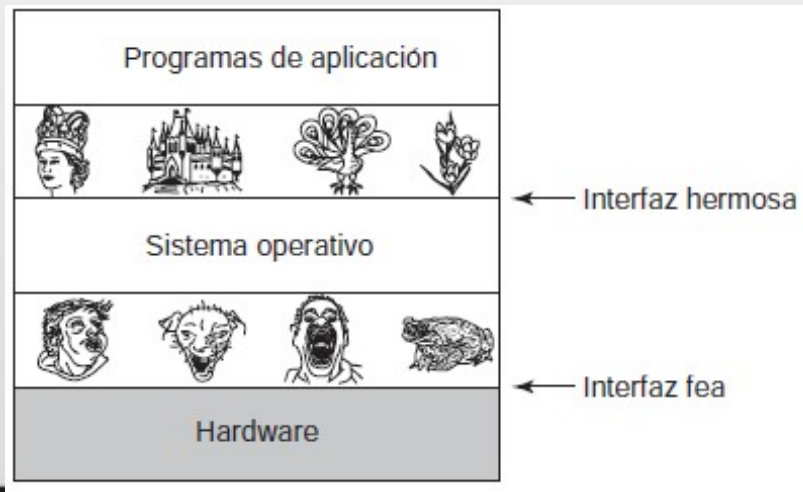 Programas de aplicación
Interfaz hermosa
Sistema operativo
Interfaz fea
Hardware